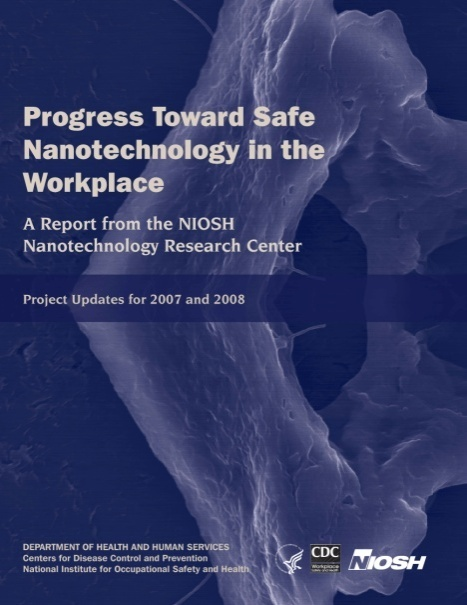 Progress Toward Safe
Nanotechnology in the
Workplace
A Report from the NIOSH
Nanotechnology Research Center
Project Updates for 2007 and 2008
DEPARTMENT OF HEALTH AND HUMAN SERVICES
Centers for Disease Control and Prevention
National Institute for Occupational Safety and Health
CDC
Workplace
NIOSH